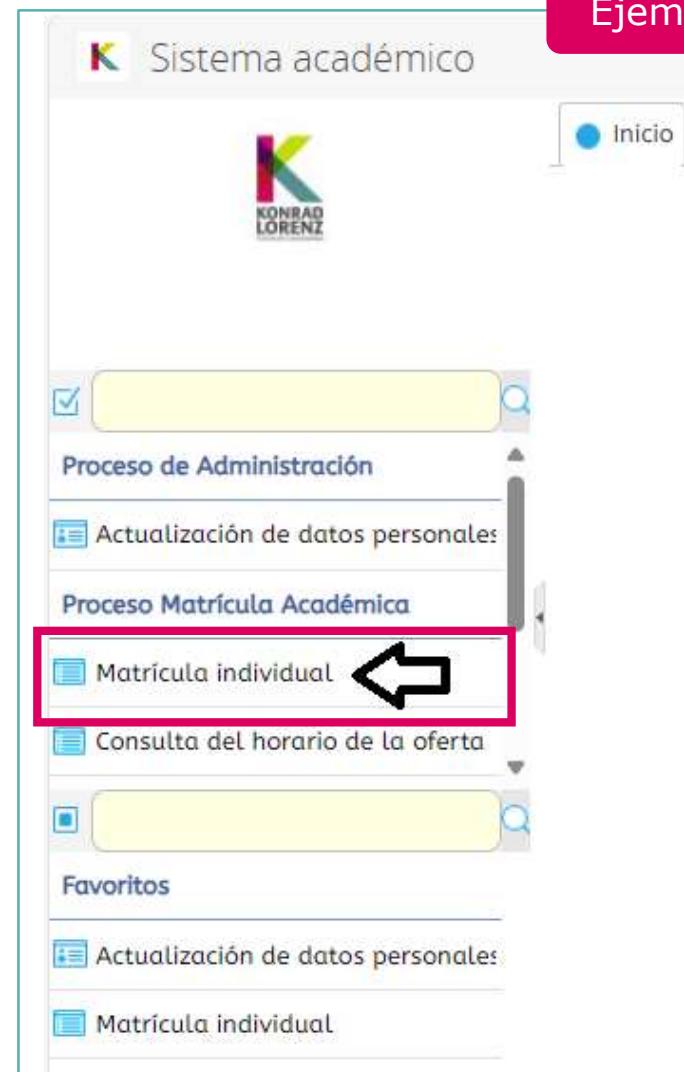 Ejem
K Sistema académico
Inicio
KONRAD
LORENZ
Proceso de Administración
Actualización de datos personales
Proceso Matrícula Académica
Matrícula individual
Consulta del horario de la oferta
Favoritos
Actualización de datos personales
Matrícula individual